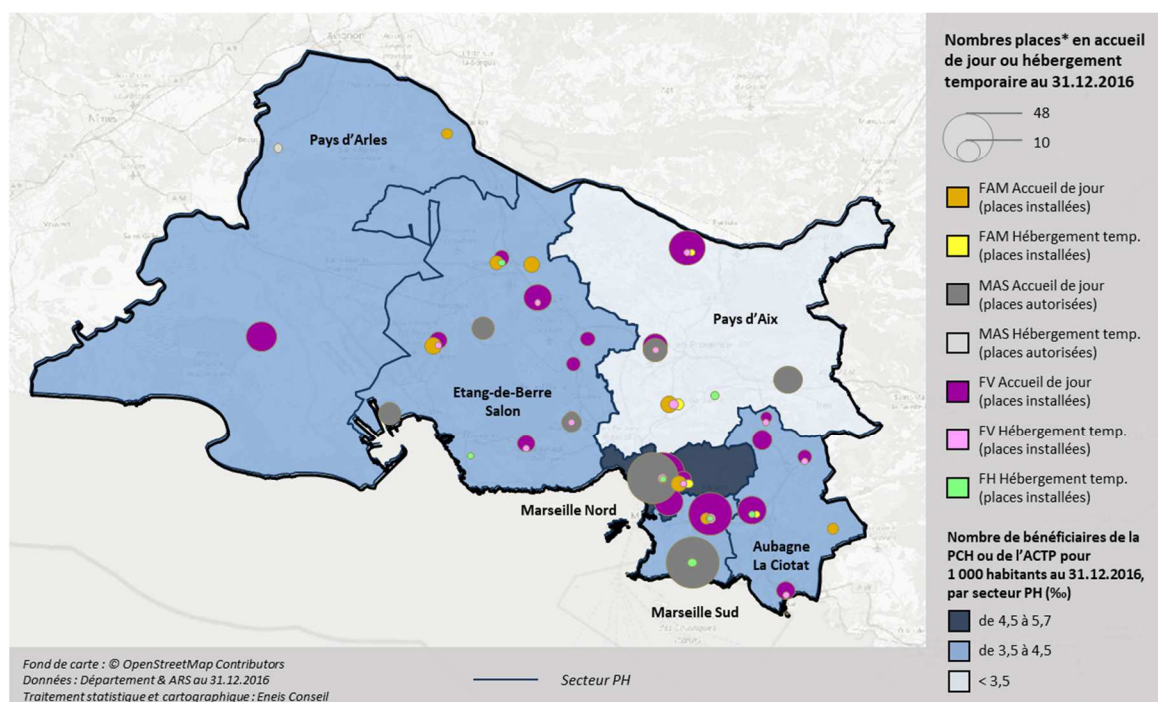 Pays d'Arles
Pays d'Aix
Etang-de-Berre
Salon
Marseille Nord
Aubagne
La Ciotat
Marseille Sud
Nombres places* en accueil
de jour ou hébergement
temporaire au 31.12.2016
48
10
FAM Accueil de jour
(places installées)
FAM Hébergement temp.
(places installées)
MAS Accueil de jour
(places autorisées)
MAS Hébergement temp.
(places autorisées)
FV Accueil de jour
(places installées)
FV Hébergement temp.
(places installées)
FH Hébergement temp.
(places installées)
Nombre de bénéficiaires de la
PCH ou de l'ACTP pour
1 000 habitants au 31.12.2016,
par secteur PH (‰)
de 4,5 à 5,7
de 3,5 à 4,5
< 3,5
Fond de carte : © OpenStreetMap Contributors
Données : Département & ARS au 31.12.2016
Traitement statistique et cartographique : Eneis Conseil
Secteur PH